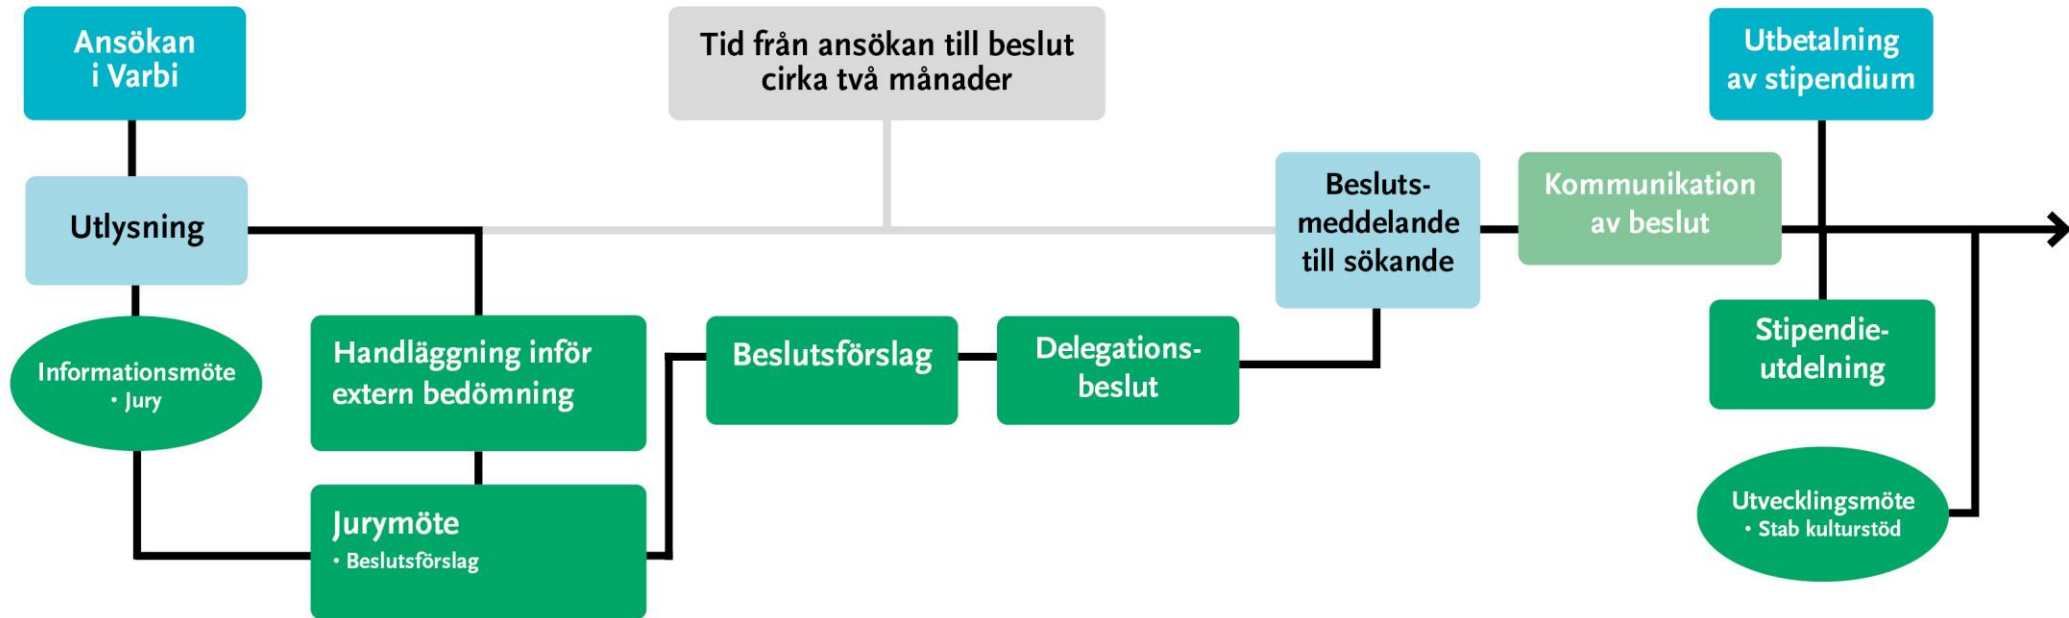 Ansökan
i Varbi
Tid från ansökan till beslut
cirka två månader
Utbetalning
av stipendium
Utlysning
Besluts-
meddelande
till sökande
Kommunikation
av beslut
Informationsmöte
• Jury
Handläggning inför
extern bedömning
Beslutsförslag
Delegations-
beslut
Stipendie-
utdelning
Jurymöte
• Beslutsförslag
Utvecklingsmöte
• Stab kulturstöd